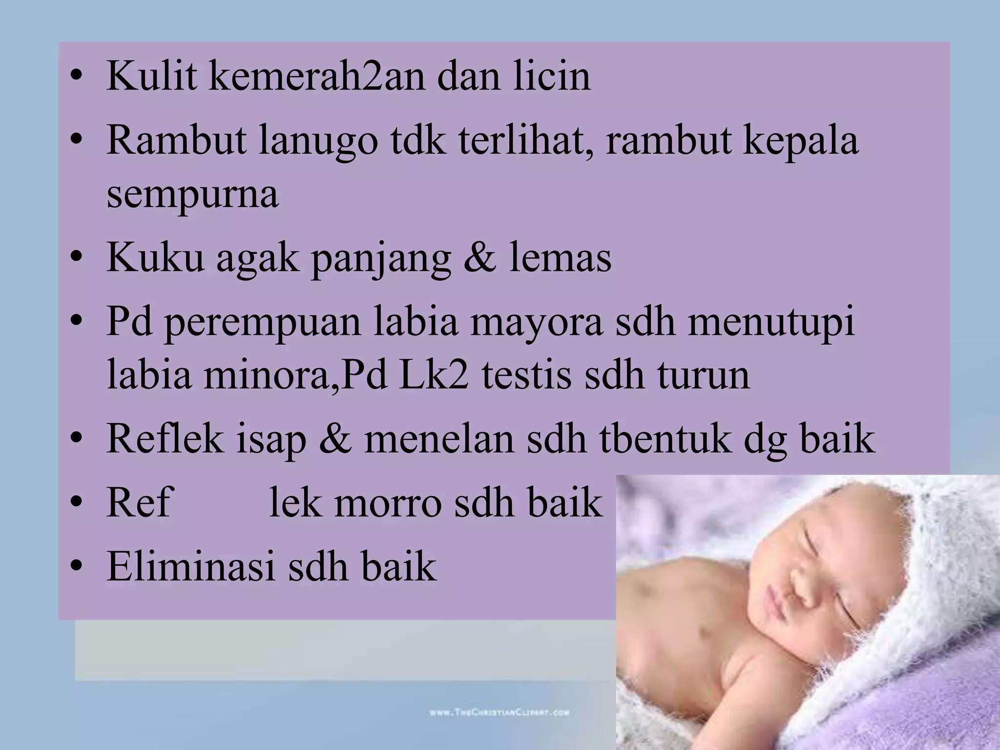 • Kulit kemerah2an dan licin
• Rambut lanugo tdk terlihat, rambut kepala
sempurna
• Kuku agak panjang & lemas
• Pd perempuan labia mayora sdh menutupi
labia minora,Pd Lk2 testis sdh turun
• Reflek isap & menelan sdh tbentuk dg baik
• Ref lek morro sdh baik
• Eliminasi sdh baik
www.TheChristianClipart.com